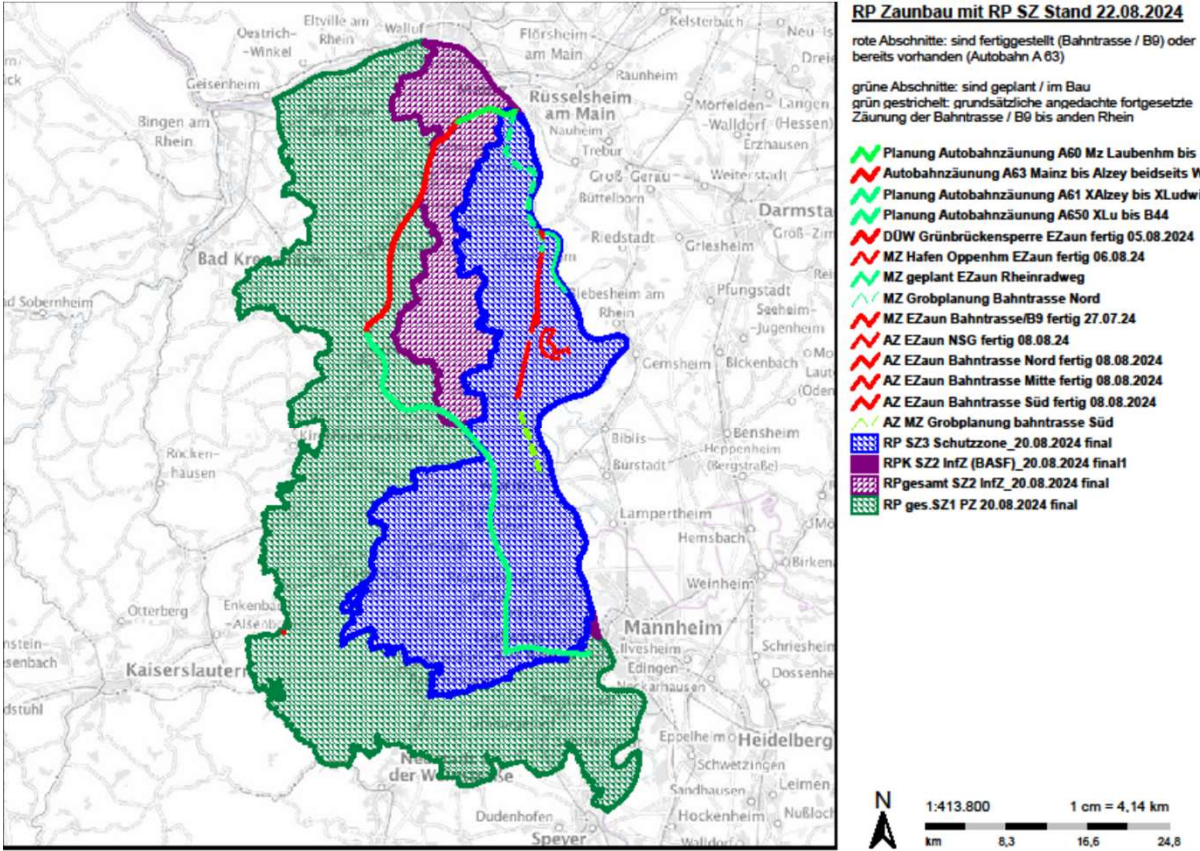 RP Zaunbau mit RP SZ Stand 22.08.2024
rote Abschnitte: sind fertiggestellt (Bahntrasse / B9) oder
bereits vorhanden (Autobahn A 63)
grüne Abschnitte: sind geplant / im Bau
grün gestrichelt: grundsätzliche angedachte fortgesetzte
Zäunung der Bahntrasse / B9 bis anden Rhein
Planung Autobahnzäunung A60 Mz Laubenhm bis
Autobahnzäunung A63 Mainz bis Alzey beidseits W
Planung Autobahnzäunung A61 XAlzey bis XLudwi
Planung Autobahnzäunung A650 XLu bis B44
DÜW Grünbrückensperre EZaun fertig 05.08.2024
MZ Hafen Oppenhm EZaun fertig 06.08.24
MZ geplant EZaun Rheinradweg
MZ Grobplanung Bahntrasse Nord
MZ EZaun Bahntrasse/B9 fertig 27.07.24
AZ EZaun NSG fertig 08.08.24
AZ EZaun Bahntrasse Nord fertig 08.08.2024
AZ EZaun Bahntrasse Mitte fertig 08.08.2024
AZ EZaun Bahntrasse Süd fertig 08.08.2024
AZ MZ Grobplanung bahntrasse Süd
RP SZ3 Schutzzone_20.08.2024 final
RPK SZ2 InfZ (BASF)_20.08.2024 final1
RPgesamt SZ2 InfZ_20.08.2024 final
RP ges.SZ1 PZ 20.08.2024 final
N
1:413.800
1 cm = 4,14 km
km
8,3
16,6
24,8
Eltville am
Rhein
Walluf
Kelsterbach
Oestrich-
Winkel
Flörsheim
am Main
Geisenheim
Raunheim
Rüsselsheim
am Main
Mörfelden-
-Walldorf
Langen
(Hessen)
Bingen am
Rhein
Nauheim
Trebur
Erzhausen
Groß-Gerau
Weiterstadt
Büttelborn
Darmsta
Riedstadt
Griesheim
Bad Kreuznach
ad Sobernheim
Biebesheim am
Rhein
Pfungstadt
Seeheim-
-Jugenheim
Gernsheim
Bickenbach
Biblis
Bensheim
Heppenheim
(Bergstraße)
Rocken-
hausen
Bürstadt
Lampertheim
Hemsbach
Birken
Weinheim
Otterberg
Enkenba
-Alsenb
Mannheim
Ilvesheim
Schriesheim
Edingen
-Neckarhausen
Dossenhe
Kaiserslautern
dstuhl
Eppelheim
Heidelberg
der Weinstraße
Schwetzingen
Sandhausen
Leimen
Dudenhofen
Hockenheim
Nußloch
Speyer
Walldorf